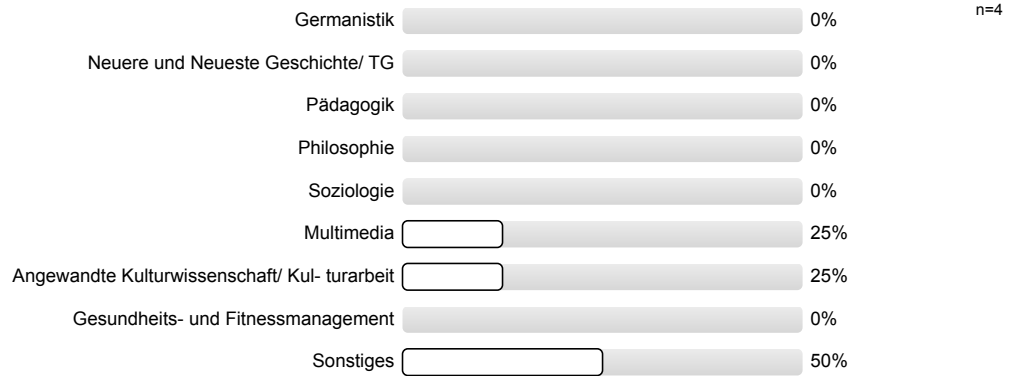 Germanistik 0% n=4
Neuere und Neueste Geschichte/ TG 0%
Pädagogik 0%
Philosophie 0%
Soziologie 0%
Multimedia 25%
Angewandte Kulturwissenschaft/ Kul- turarbeit 25%
Gesundheits- und Fitnessmanagement 0%
Sonstiges 50%